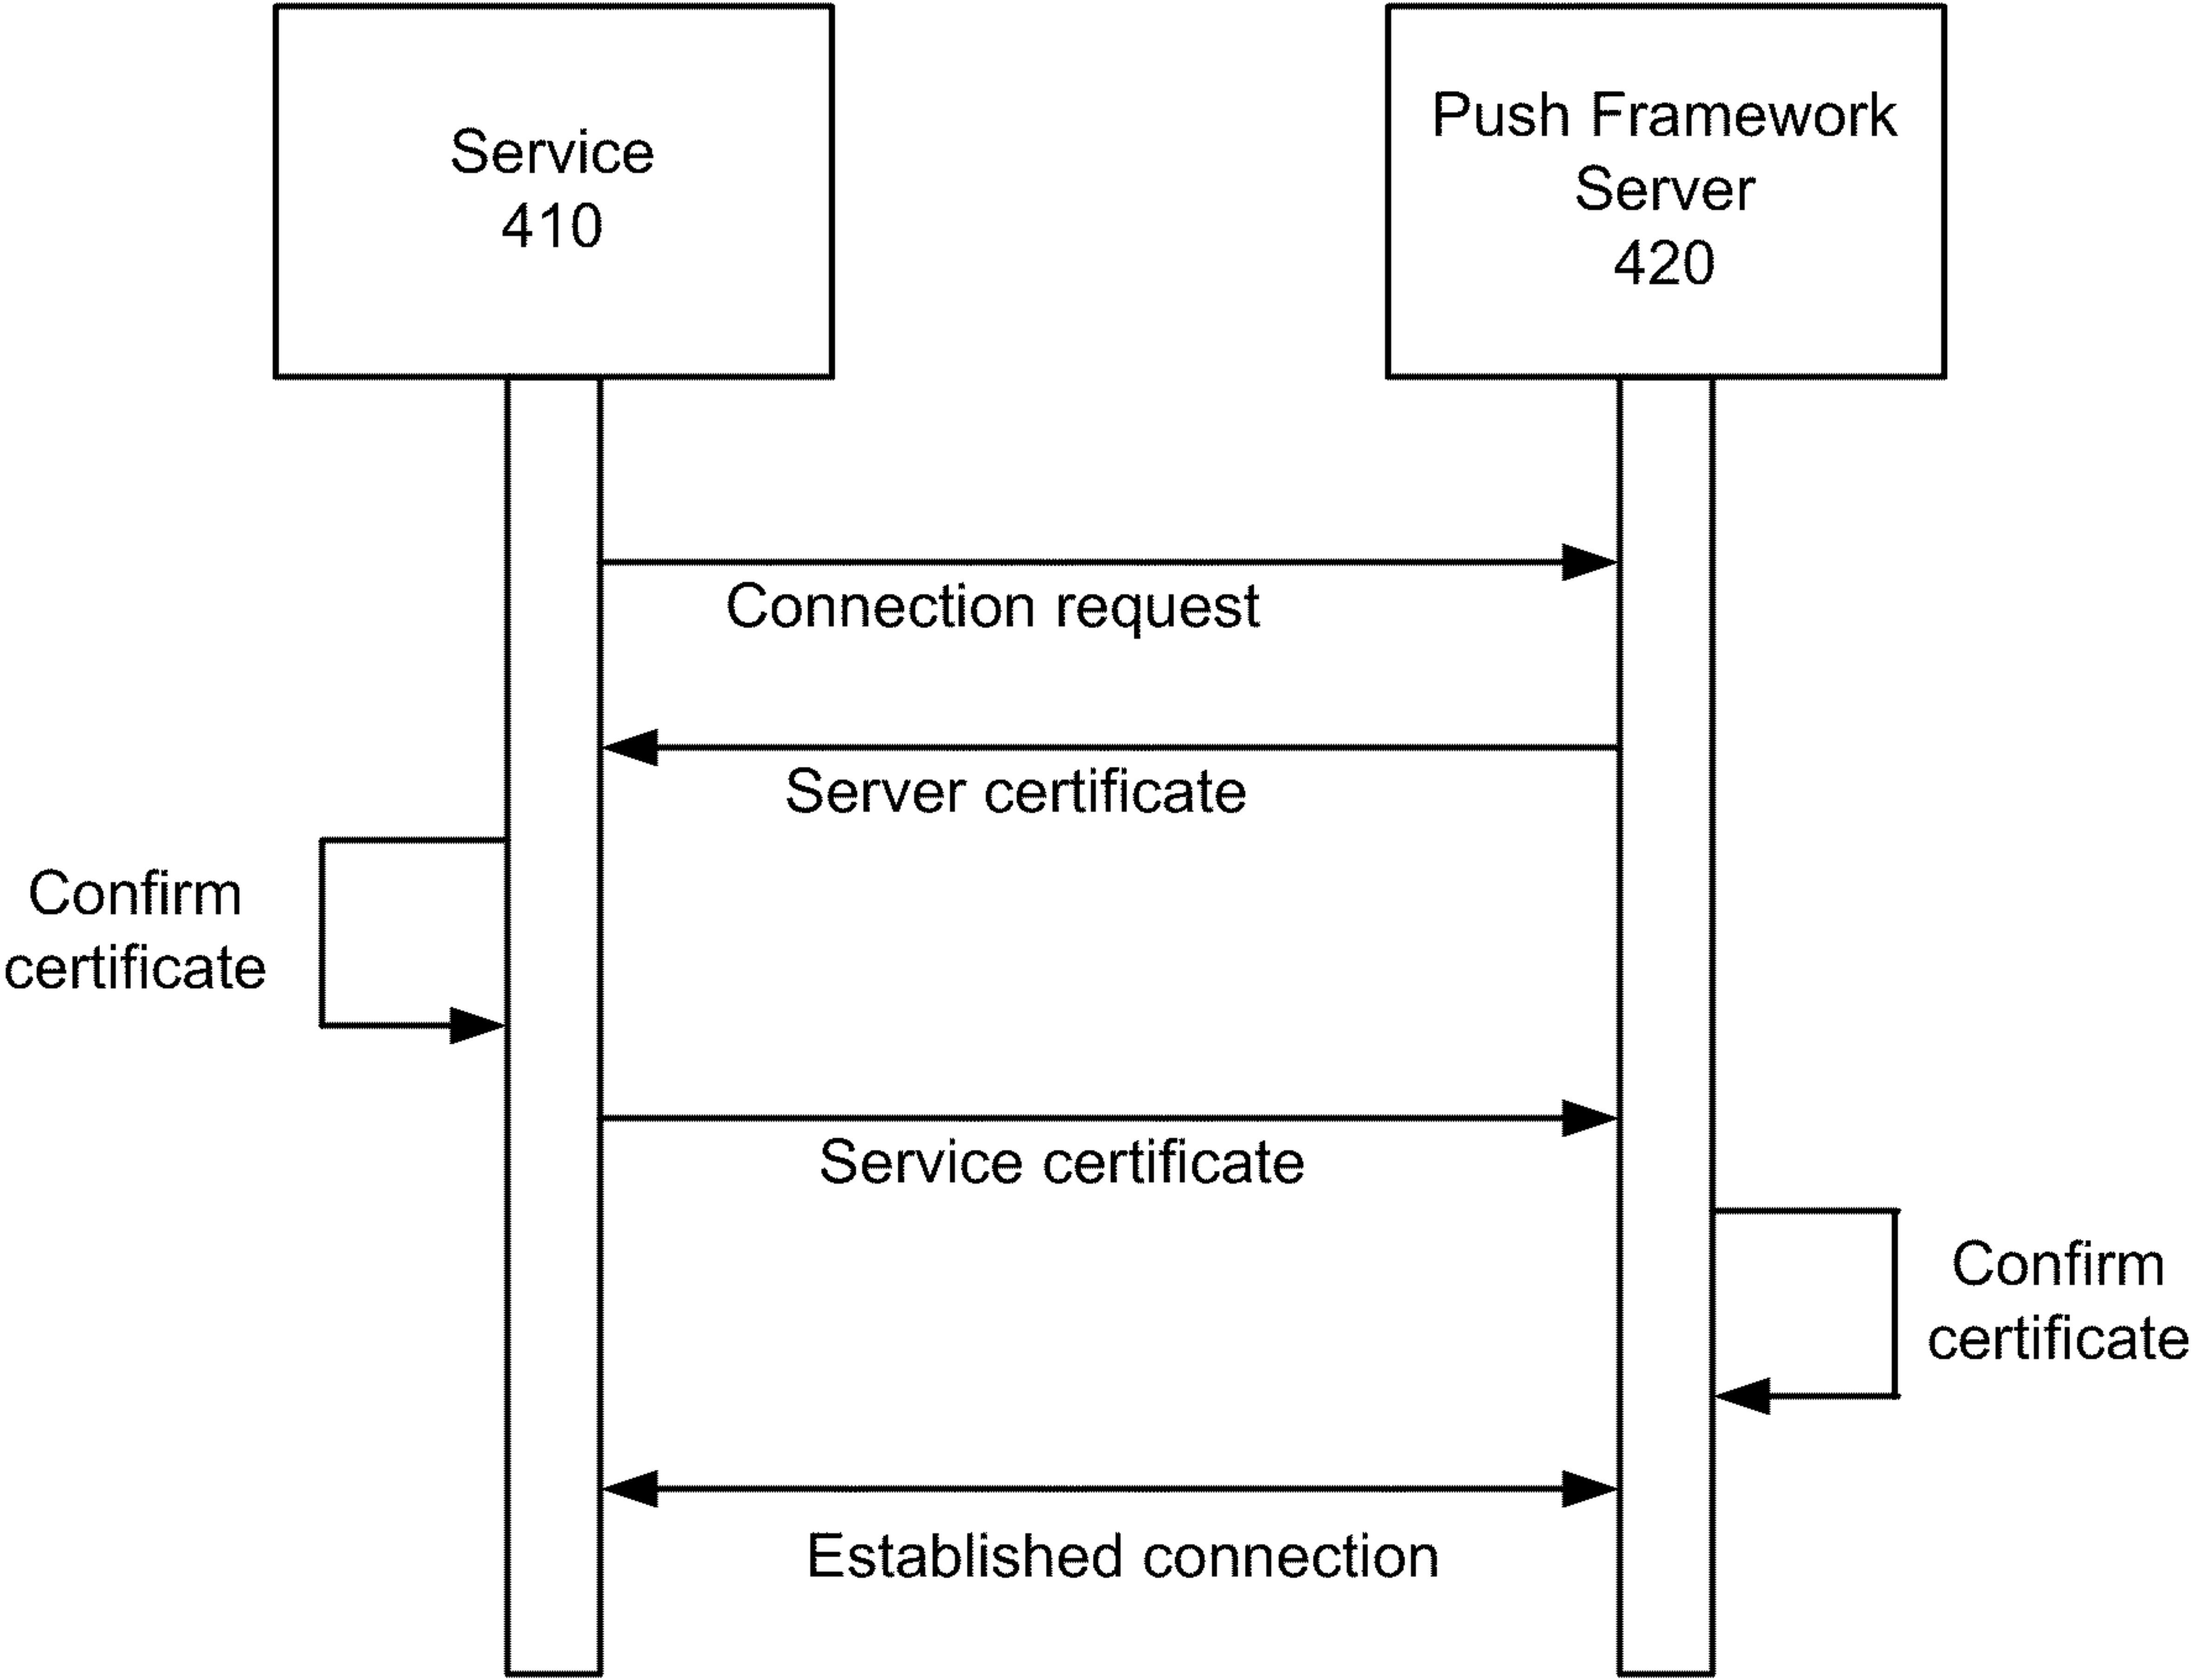 Service
410
Push Framework
Server
420
Connection request
Server certificate
Confirm
certificate
Service certificate
Confirm
certificate
Established connection